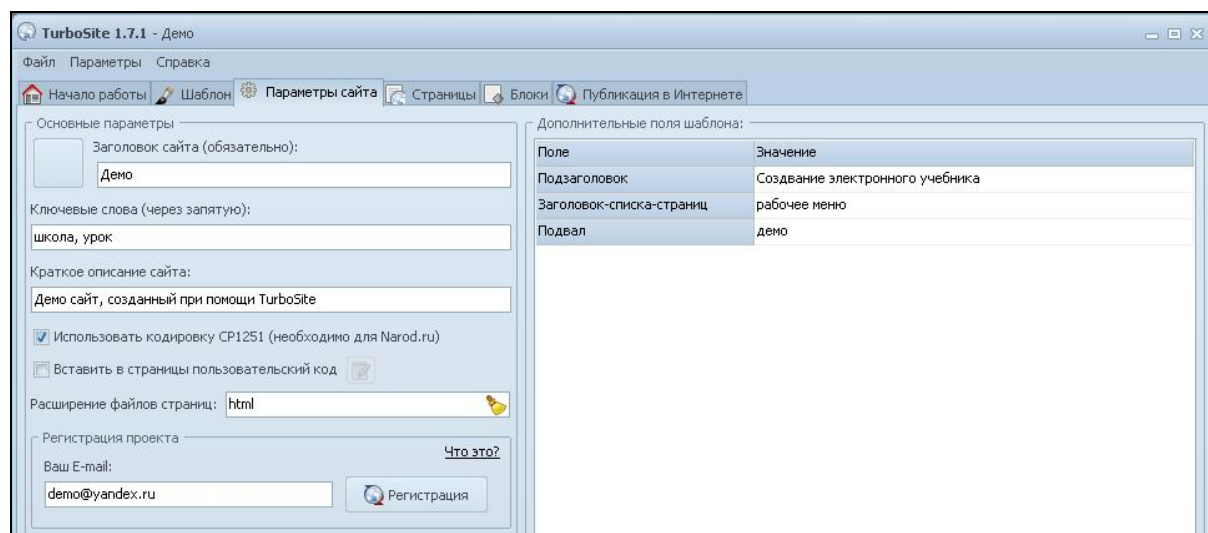 TurboSite 1.7.1 - Демо
Файл Параметры Справка
Начало работы Шаблон Параметры сайта Страницы Блоки Публикация в Интернете
Основные параметры
Заголовок сайта (обязательно):
Демо
Ключевые слова (через запятую):
школа, урок
Краткое описание сайта:
Демо сайт, созданный при помощи TurboSite
Использовать кодировку CP1251 (необходимо для Narod.ru)
Вставить в страницы пользовательский код
Расширение файлов страниц: html
Регистрация проекта
Что это?
Ваш E-mail:
demo@yandex.ru Регистрация
Дополнительные поля шаблона:
Поле Значение
Подзаголовок Создвание электронного учебника
Заголовок-списка-страниц рабочее меню
Подвал демо